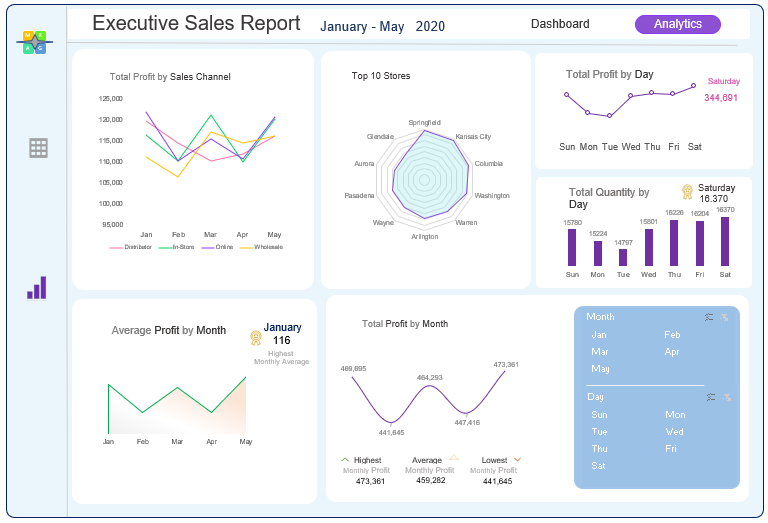 Executive Sales Report
January - May 2020
Dashboard
Analytics
Total Profit by Sales Channel
125,000
120,000
115,000
110,000
105,000
100,000
95,000
Jan Feb Mar Apr May
Distributor In-Store Online Wholesale
Top 10 Stores
Springfield
Kansas City
Columbia
Washington
Warren
Arlington
Wayne
Pasadena
Aurora
Glendale
Total Profit by Day
Saturday
344,691
Sun Mon Tue Wed Thu Fri Sat
Total Quantity by
Day
Saturday
16.370
15780 15224 14797 15801 16226 16204 16370
Sun Mon Tue Wed Thu Fri Sat
Average Profit by Month
January
116
Highest
Monthly Average
Jan Feb Mar Apr May
Total Profit by Month
469,695
441,645
464,293
447,416
473,361
Highest Average Lowest
Monthly Profit Monthly Profit Monthly Profit
473,361 459,282 441,645
Month
Jan Feb
Mar Apr
May
Day
Sun Mon
Tue Wed
Thu Fri
Sat